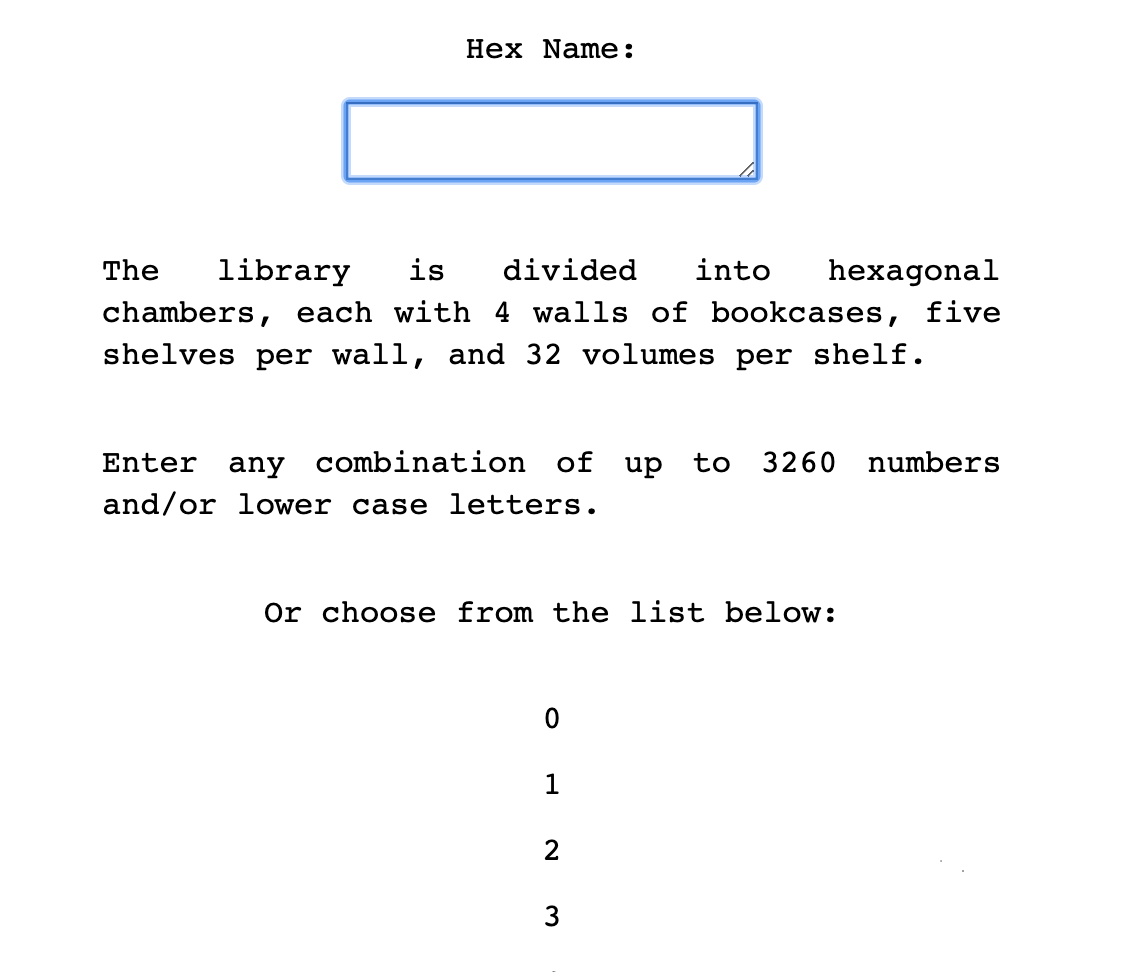 Hex Name:
The library is divided into hexagonal
chambers, each with 4 walls of bookcases, five
shelves per wall, and 32 volumes per shelf.
Enter any combination of up to 3260 numbers
and/or lower case letters.
Or choose from the list below:
0
1
2
3